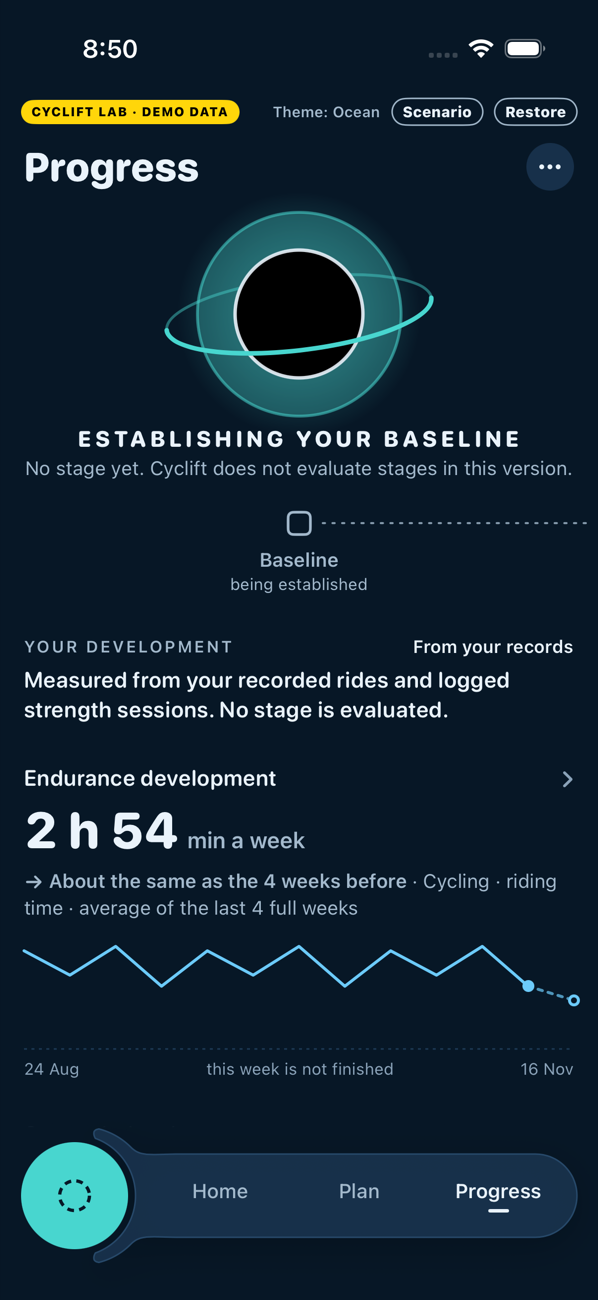 8:50
CYCLIFT LAB · DEMO DATA
Theme: Ocean
Scenario
Restore
Progress
ESTABLISHING YOUR BASELINE
No stage yet. Cyclift does not evaluate stages in this version.
Baseline
being established
YOUR DEVELOPMENT
From your records
Measured from your recorded rides and logged
strength sessions. No stage is evaluated.
Endurance development
2 h 54 min a week
→ About the same as the 4 weeks before · Cycling · riding
time · average of the last 4 full weeks
24 Aug
this week is not finished
16 Nov
Home
Plan
Progress